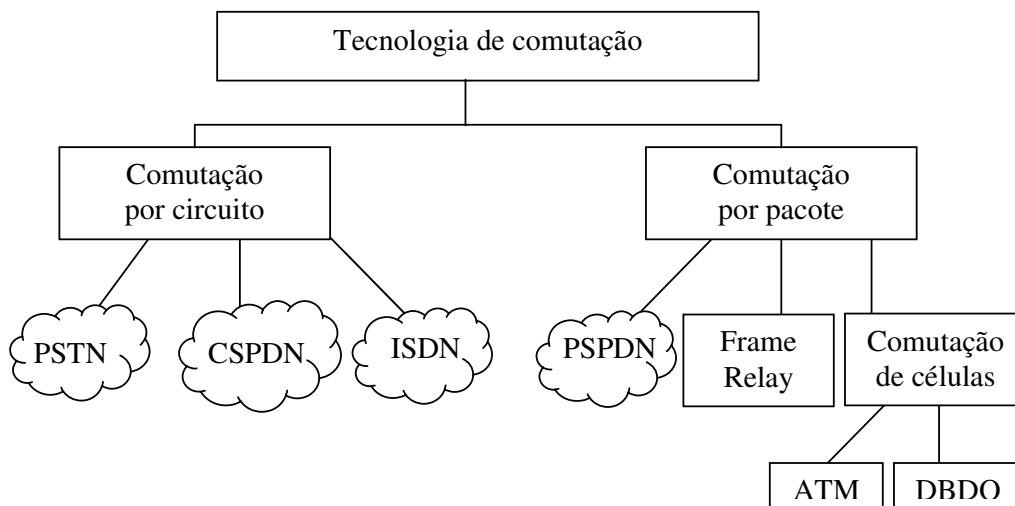 Tecnologia de comutação
Comutação
por circuito
Comutação
por pacote
PSTN
CSPDN
ISDN
PSPDN
Frame
Relay
Comutação
de células
ATM